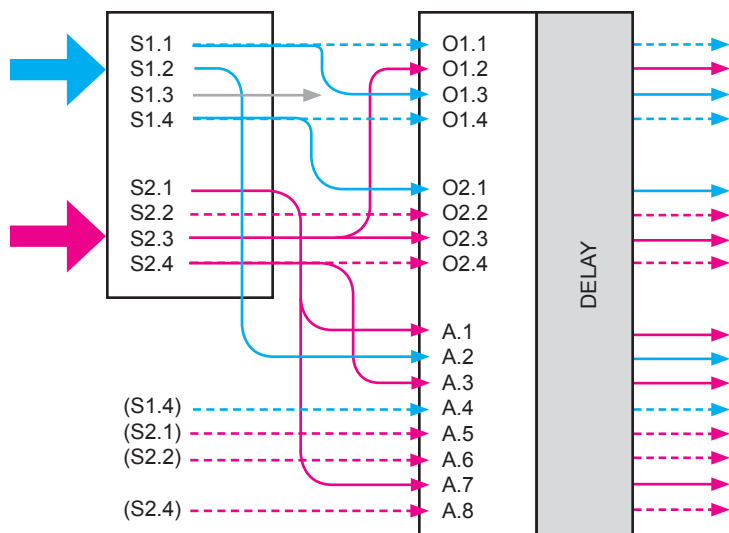 S1.1
S1.2
S1.3
S1.4
S2.1
S2.2
S2.3
S2.4
(S1.4)
(S2.1)
(S2.2)
(S2.4)
O1.1
O1.2
O1.3
O1.4
O2.1
O2.2
O2.3
O2.4
A.1
A.2
A.3
A.4
A.5
A.6
A.7
A.8
DELAY